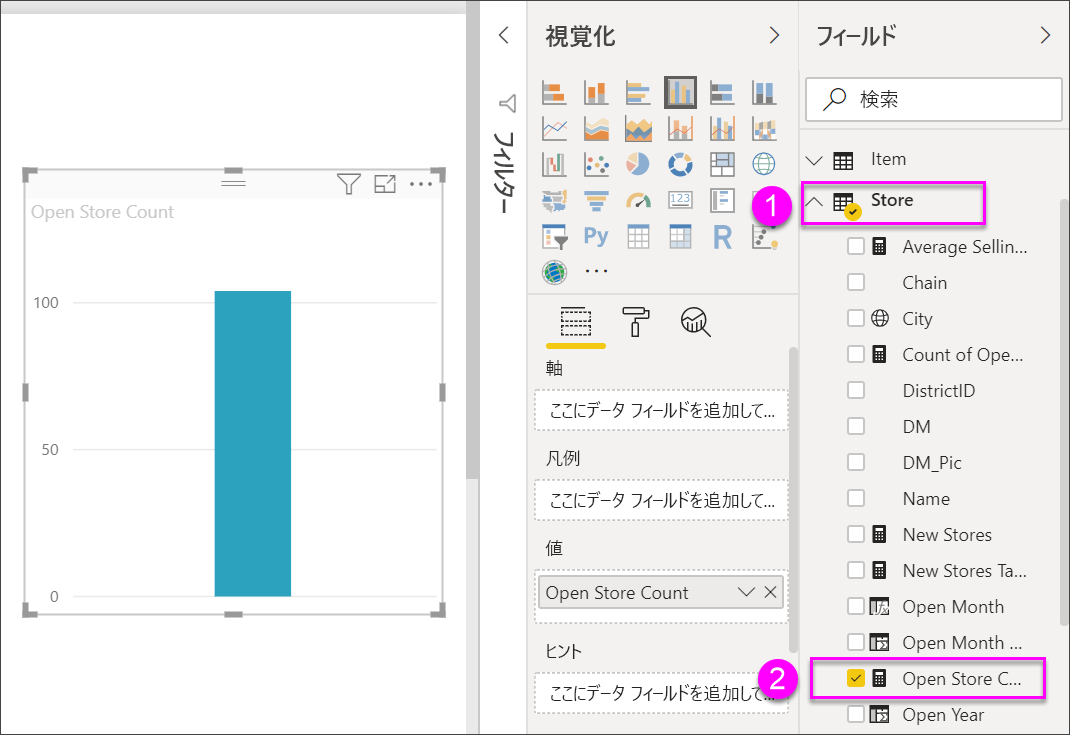 Open Store Count
100
50
0
フィルター
視覚化
123
Py
R
...
軸
ここにデータ フィールドを追加して...
凡例
ここにデータ フィールドを追加して...
値
Open Store Count
ヒント
ここにデータ フィールドを追加して...
フィールド
検索
Item
1
Store
Average Sellin...
Chain
City
Count of Ope...
DistrictID
DM
DM_Pic
Name
New Stores
New Stores Ta...
Open Month
Open Month ...
2
Open Store C...
Open Year